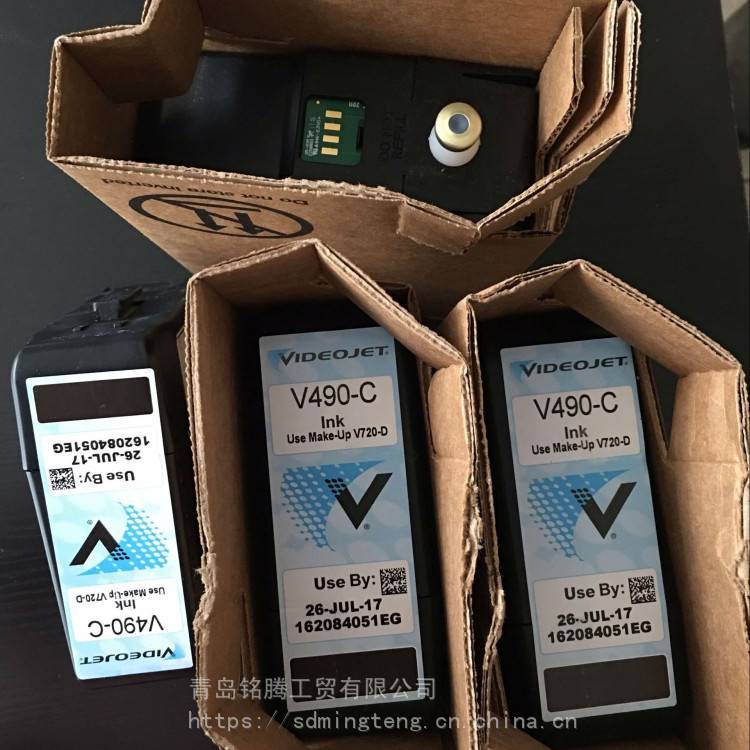 DO NOT
REFILL
Do not store inverted
VIDEOJET
V490-C
Ink
Use Make-Up V720-D
Use By:
26-JUL-17
162084051EG
VIDEOJET®
V490-C
Ink
Use Make-Up V720-D
®
Use By:
26-JUL-17
162084051EG
VIDEOJET
V490-C
Ink
Use Make-Up V720-D
®
Use By:
26-JUL-17
162084051EG
青岛铭腾工贸有限公司
https://sdmingteng.cn.china.cn